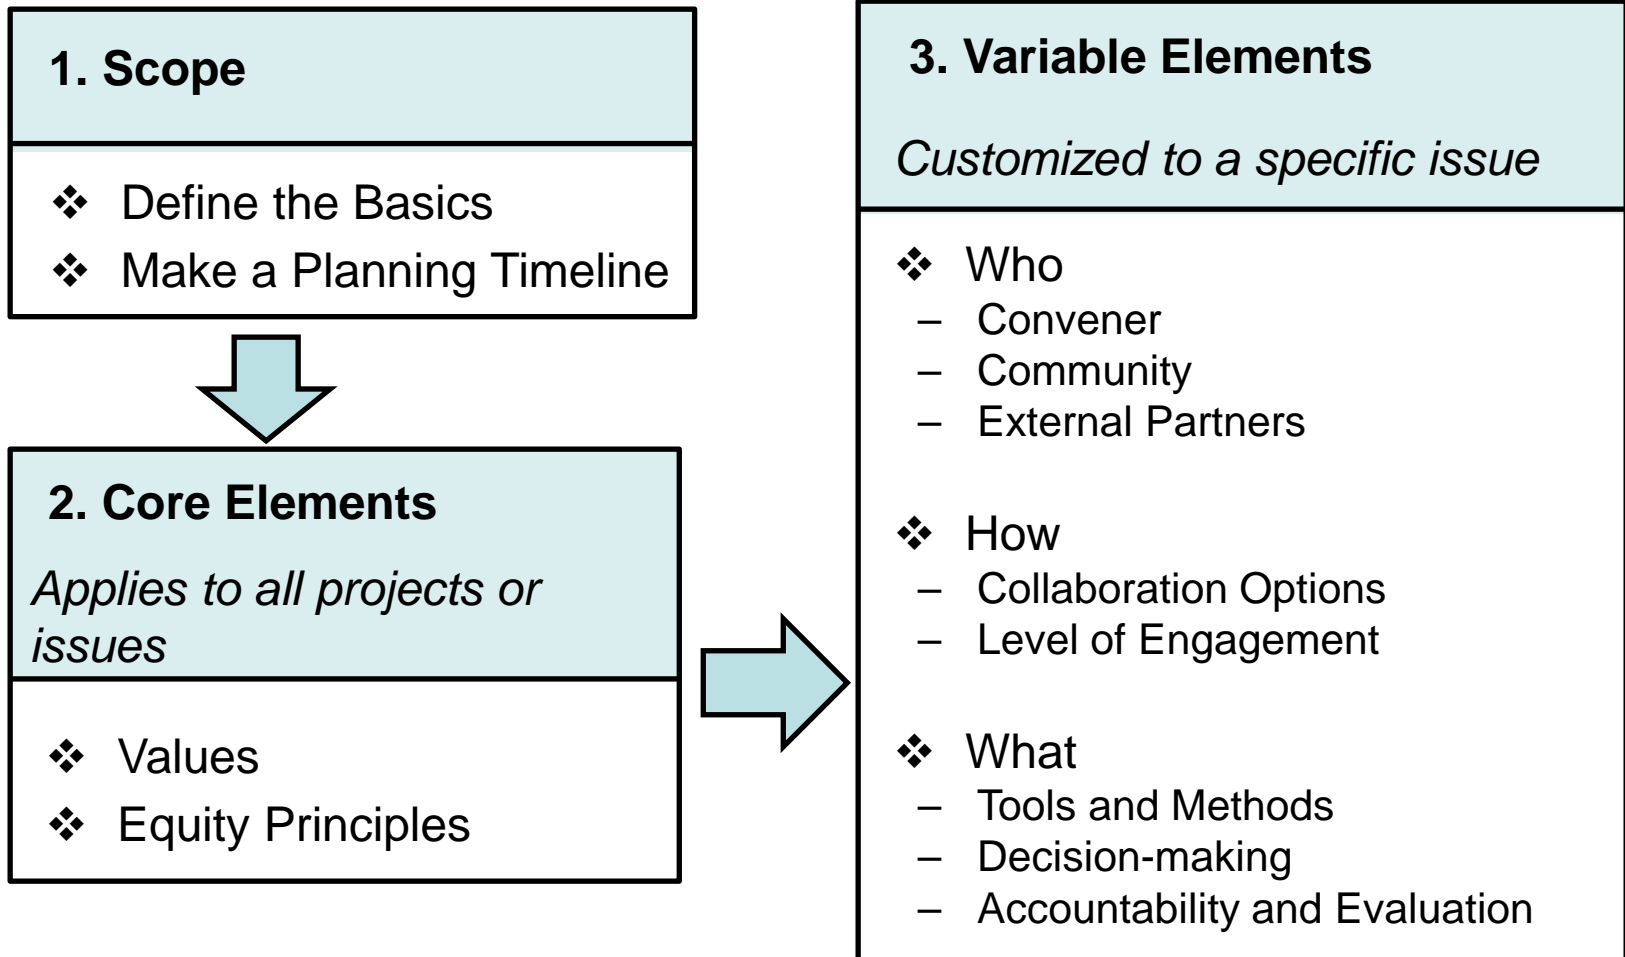 1. Scope
❖ Define the Basics
❖ Make a Planning Timeline
2. Core Elements
Applies to all projects or
issues
❖ Values
❖ Equity Principles
3. Variable Elements
Customized to a specific issue
❖ Who
– Convener
– Community
– External Partners
❖ How
– Collaboration Options
– Level of Engagement
❖ What
– Tools and Methods
– Decision-making
– Accountability and Evaluation